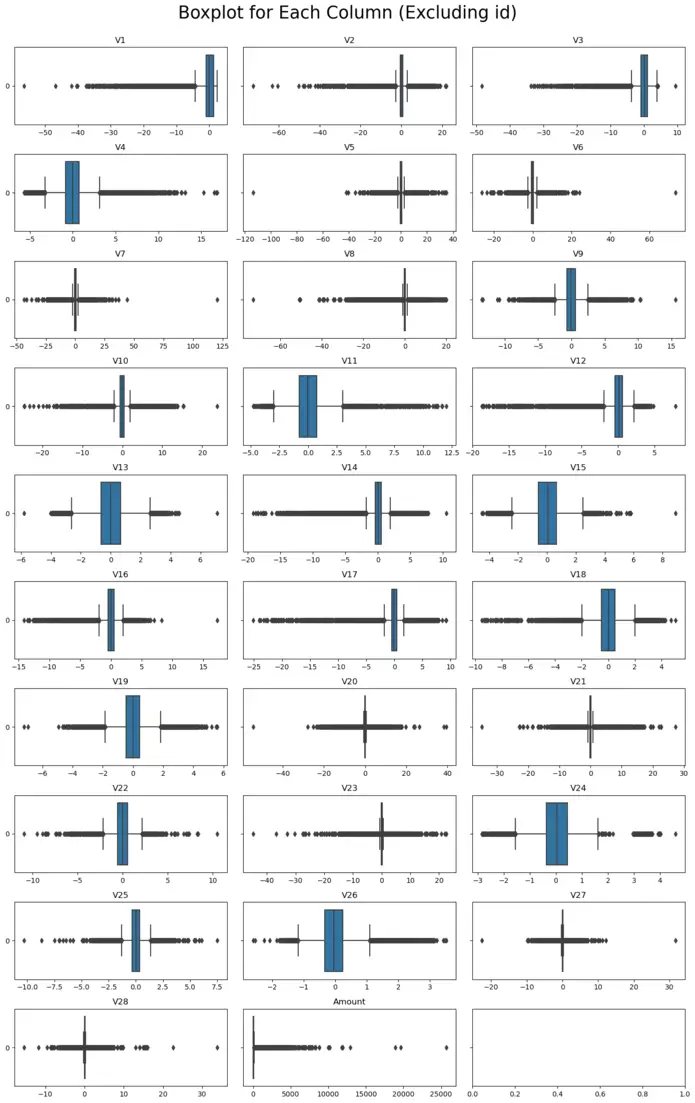 Boxplot for Each Column (Excluding id)
V1 V2 V3
0
−50 −40 −30 −20 −10 0 −60 −40 −20 0 20 −50 −40 −30 −20 −10 0 10
V4 V5 V6
0
−5 0 5 10 15 −120 −100 −80 −60 −40 −20 0 20 40 −20 0 20 40 60
V7 V8 V9
0
−50 −25 0 25 50 75 100 125 −60 −40 −20 0 20 −10 −5 0 5 10 15
V10 V11 V12
0
−20 −10 0 10 20 −5.0 −2.5 0.0 2.5 5.0 7.5 10.0 12.5 −20 −15 −10 −5 0 5
V13 V14 V15
0
−6 −4 −2 0 2 4 6 −20 −15 −10 −5 0 5 10 −4 −2 0 2 4 6 8
V16 V17 V18
0
−15 −10 −5 0 5 10 15 −25 −20 −15 −10 −5 0 5 10 −10 −8 −6 −4 −2 0 2 4
V19 V20 V21
0
−6 −4 −2 0 2 4 6 −40 −20 0 20 40 −30 −20 −10 0 10 20 30
V22 V23 V24
0
−10 −5 0 5 10 −40 −30 −20 −10 0 10 20 −3 −2 −1 0 1 2 3 4
V25 V26 V27
0
−10.0 −7.5 −5.0 −2.5 0.0 2.5 5.0 7.5 −2 −1 0 1 2 3 −20 −10 0 10 20 30
V28 Amount
0
−10 0 10 20 30 0 5000 10000 15000 20000 25000 0.0 0.2 0.4 0.6 0.8 1.0